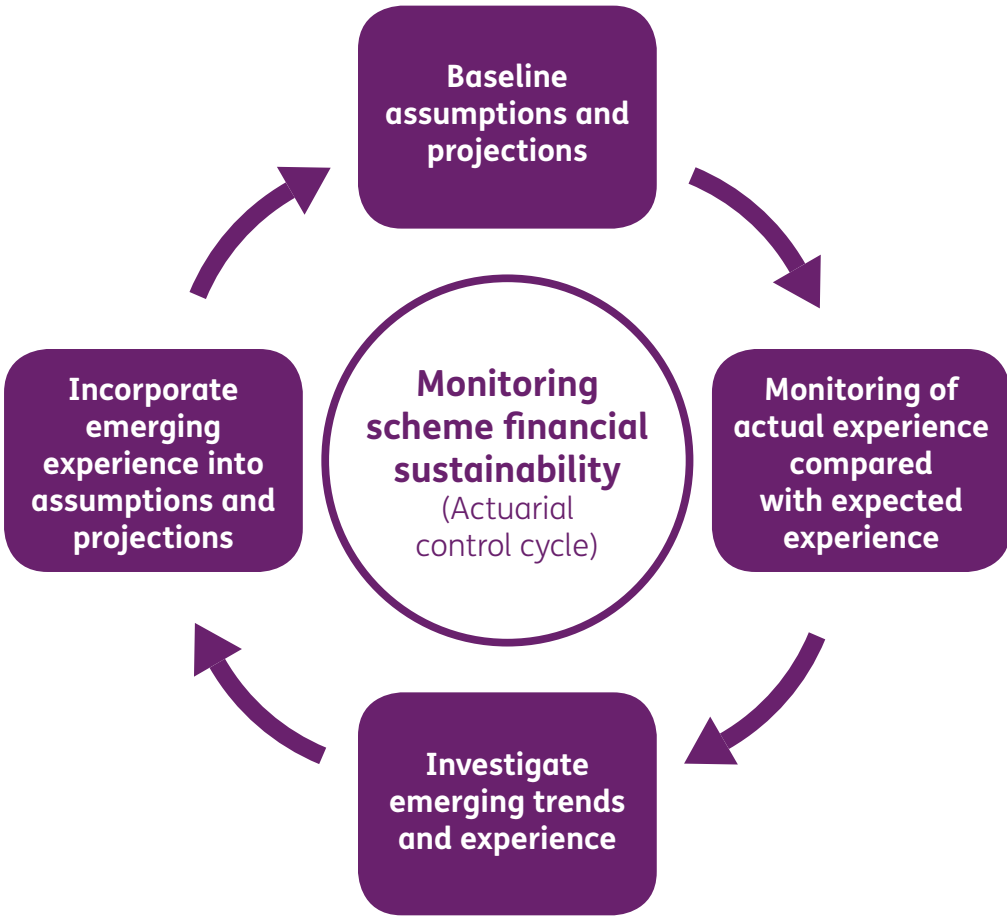 Baseline
assumptions and
projections
Monitoring
scheme financial
sustainability
(Actuarial
control cycle)
Monitoring of
actual experience
compared
with expected
experience
Investigate
emerging trends
and experience
Incorporate
emerging
experience into
assumptions and
projections